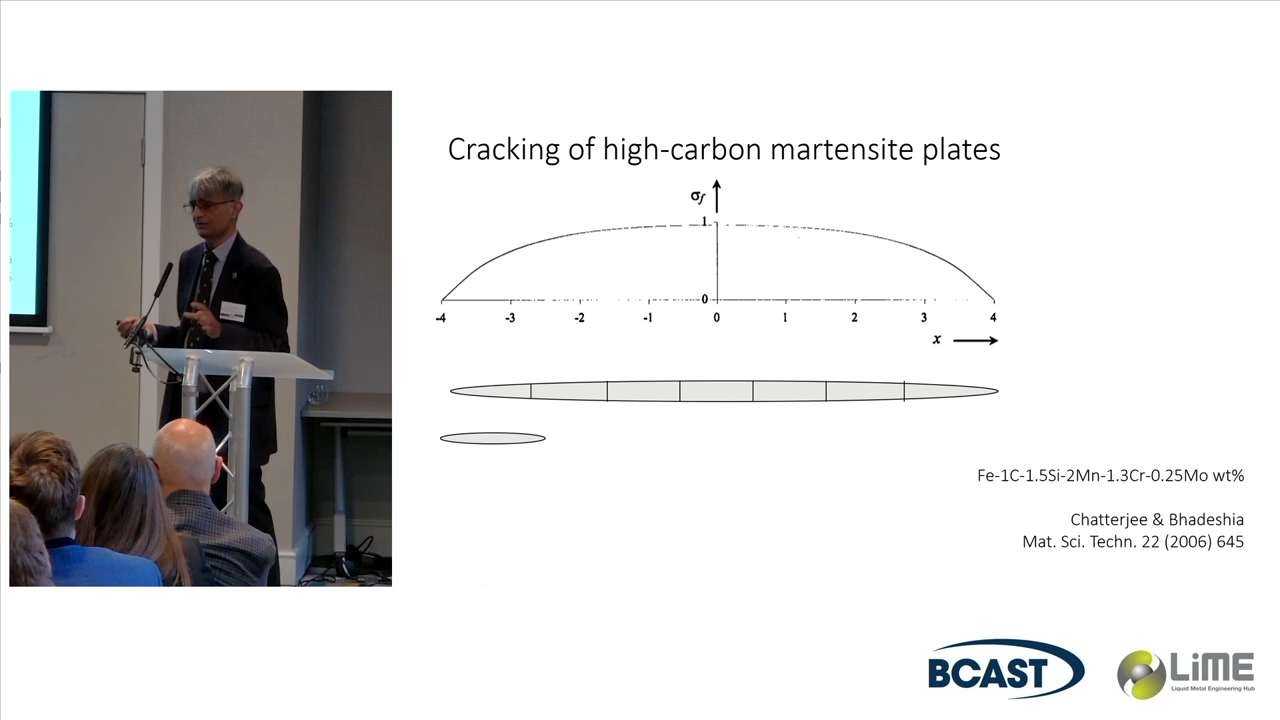 Cracking of high-carbon martensite plates
σf
1
0
-4 -3 -2 -1 0 1 2 3 4
x
Fe-1C-1.5Si-2Mn-1.3Cr-0.25Mo wt%
Chatterjee & Bhadeshia
Mat. Sci. Techn. 22 (2006) 645
BCAST
LiME
Liquid Metal Engineering Hub